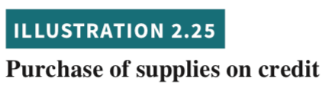 ILLUSTRATION 2.25
Purchase of supplies on credit